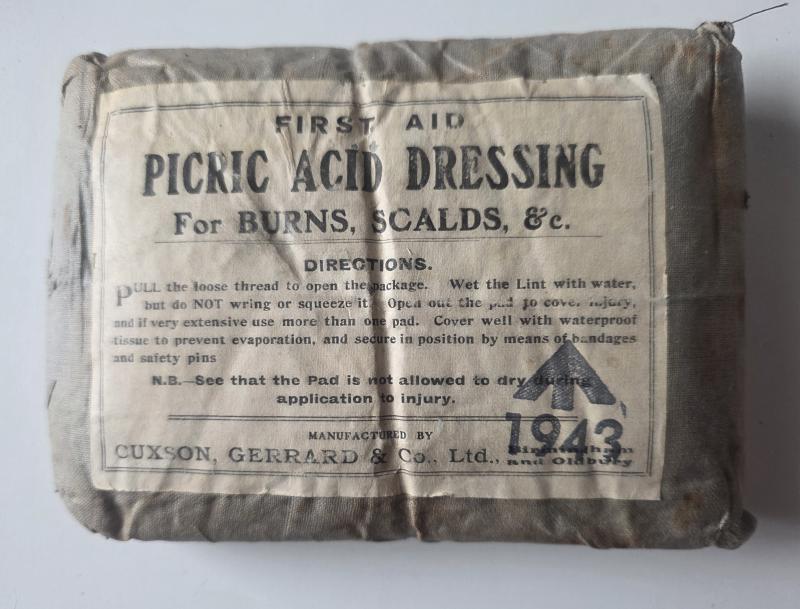 FIRST AID
PICRIC ACID DRESSING
For BURNS, SCALDS, &c.
DIRECTIONS.
PULL the loose thread to open the package. Wet the Lint with water,
but do NOT wring or squeeze it. Open out the pad to cover injury,
and if very extensive use more than one pad. Cover well with waterproof
tissue to prevent evaporation, and secure in position by means of bandages
and safety pins
N.B.—See that the Pad is not allowed to dry during
application to injury.
MANUFACTURED BY
CUXSON, GERRARD & Co., Ltd., Birmingham
and Oldbury
1943